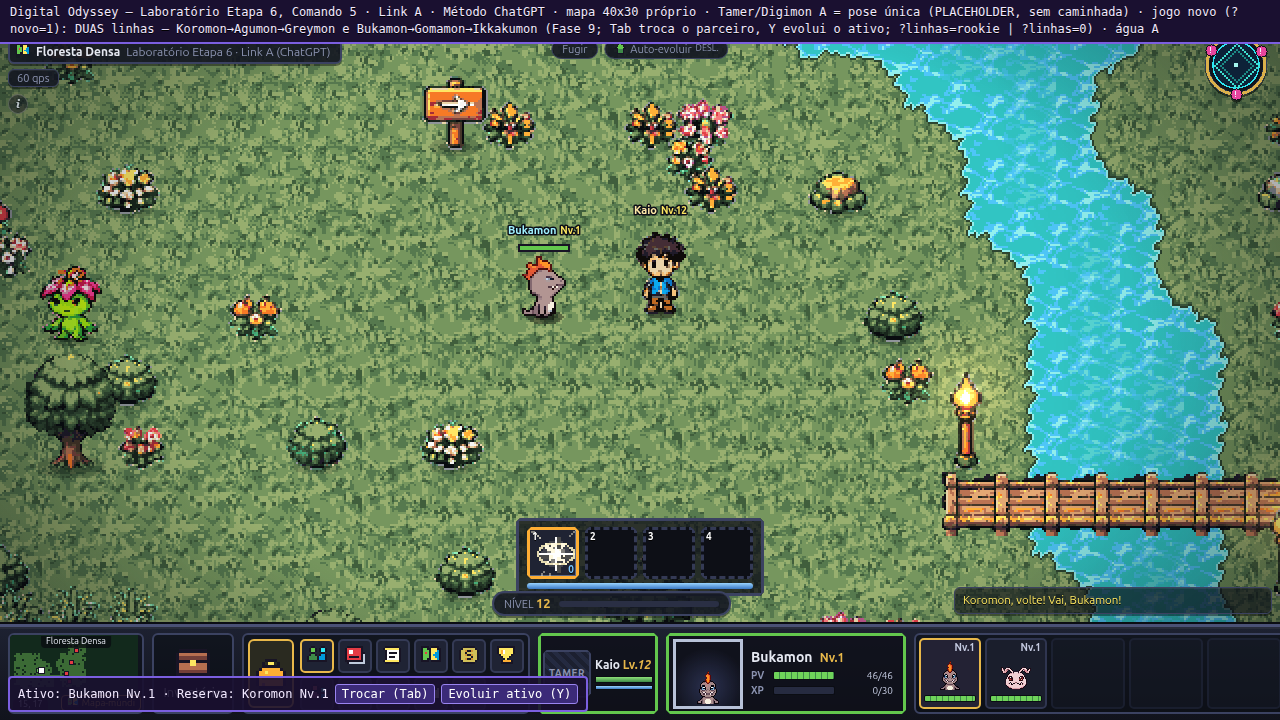 Digital Odyssey — Laboratório Etapa 6, Comando 5 · Link A · Método ChatGPT · mapa 40x30 próprio · Tamer/Digimon A = pose única (PLACEHOLDER, sem caminhada) · jogo novo (?
novo=1): DUAS linhas — Koromon→Agumon→Greymon e Bukamon→Gomamon→Ikkakumon (Fase 9; Tab troca o parceiro, Y evolui o ativo; ?linhas=rookie | ?linhas=0) · água A
Floresta Densa Laboratório Etapa 6 · Link A (ChatGPT)
Fugir
Auto-evoluir DESL.
60 qps
i
Kaio Nv.12
Bukamon Nv.1
1 2 3 4
0
NÍVEL 12
Koromon, volte! Vai, Bukamon!
Floresta Densa
TAMER
Kaio Lv.12
Bukamon Nv.1
PV 46/46
XP 0/30
Nv.1
Nv.1
Ativo: Bukamon Nv.1 · Reserva: Koromon Nv.1 Trocar (Tab) Evoluir ativo (Y)